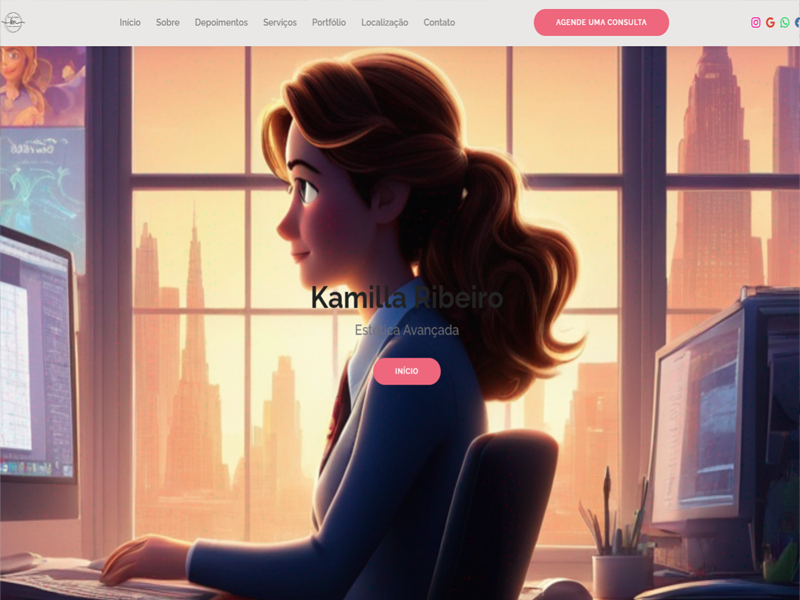 Início
Sobre
Depoimentos
Serviços
Portfólio
Localização
Contato
AGENDE UMA CONSULTA
Kamilla Ribeiro
Estética Avançada
INÍCIO